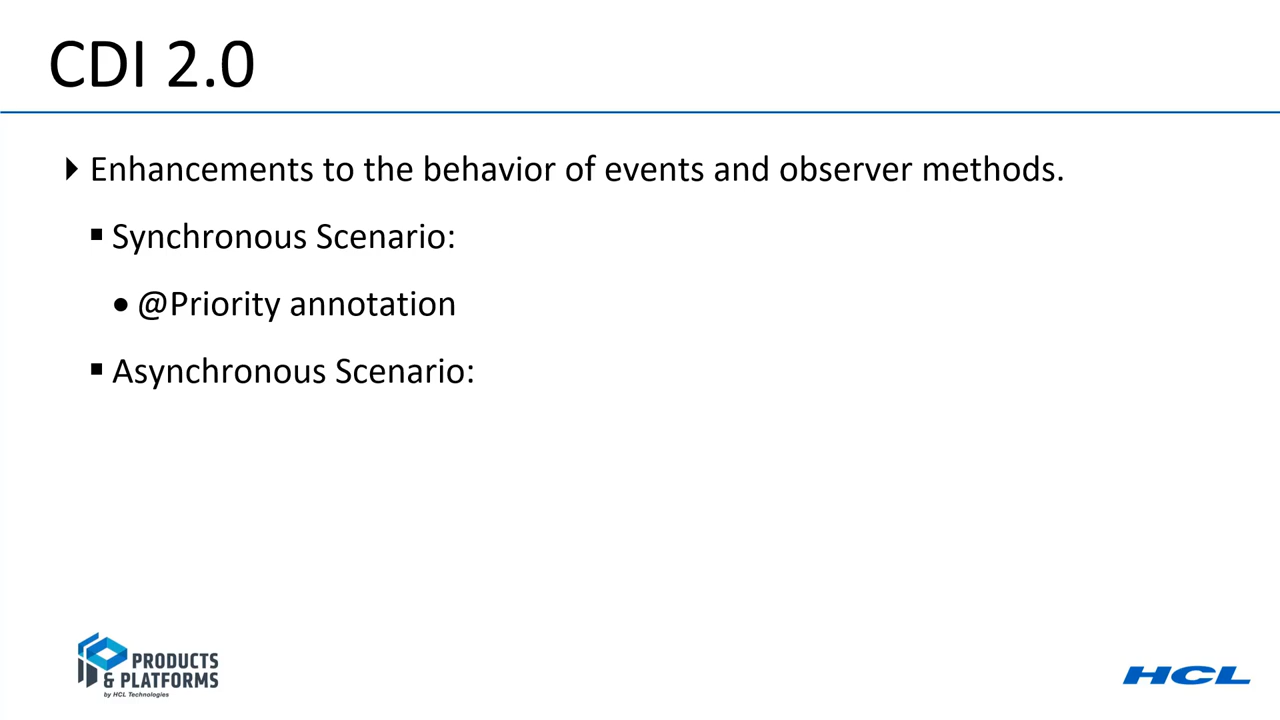 CDI 2.0
Enhancements to the behavior of events and observer methods.
Synchronous Scenario:
@Priority annotation
Asynchronous Scenario:
PRODUCTS
& PLATFORMS
by HCL Technologies
HCL